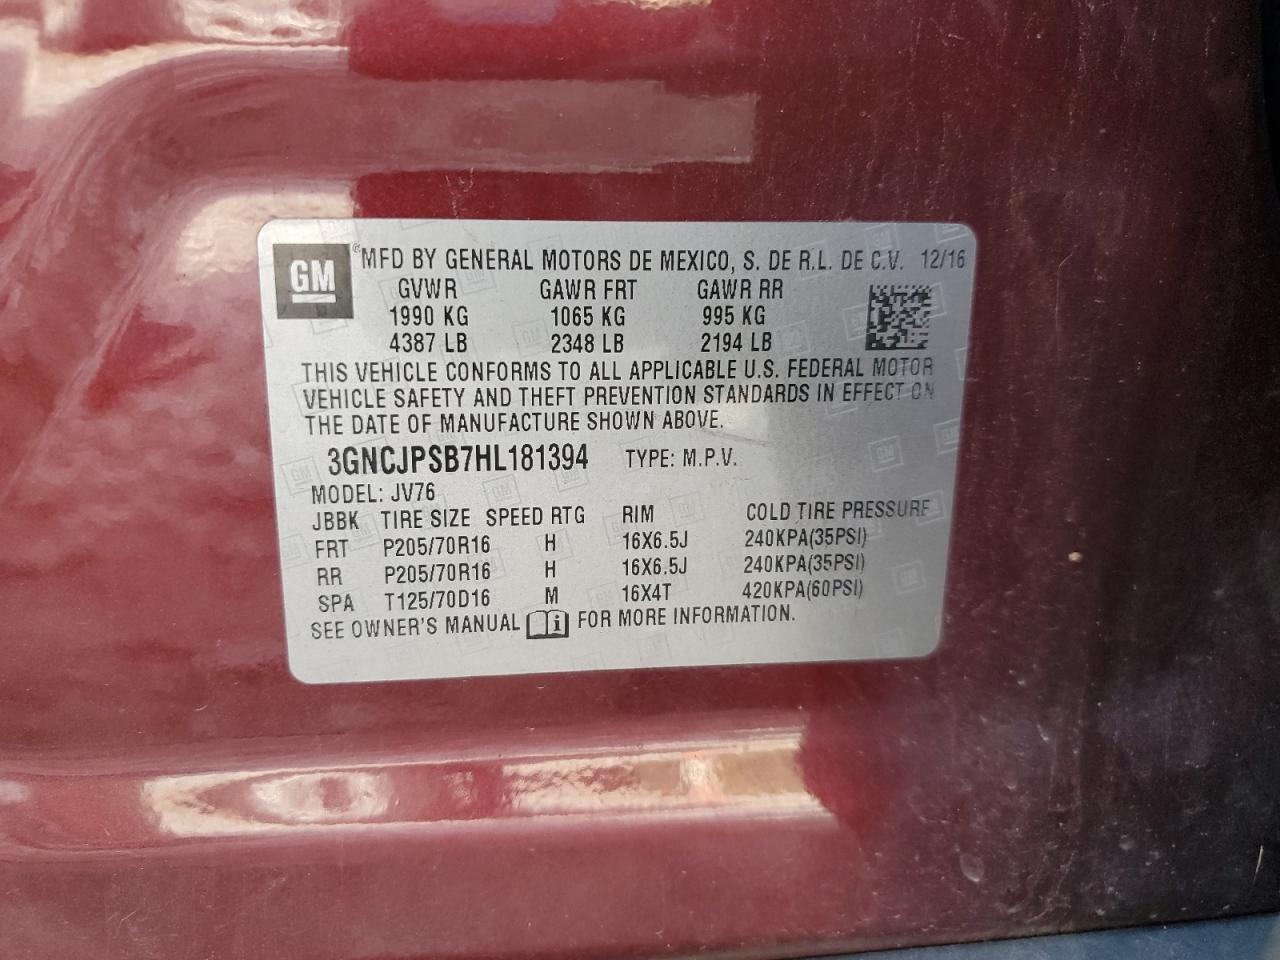 GM ®MFD BY GENERAL MOTORS DE MEXICO, S. DE R.L. DE C.V. 12/16
GVWR GAWR FRT GAWR RR
1990 KG 1065 KG 995 KG
4387 LB 2348 LB 2194 LB
THIS VEHICLE CONFORMS TO ALL APPLICABLE U.S. FEDERAL MOTOR
VEHICLE SAFETY AND THEFT PREVENTION STANDARDS IN EFFECT ON
THE DATE OF MANUFACTURE SHOWN ABOVE.
3GNCJPSB7HL181394 TYPE: M.P.V.
MODEL: JV76
JBBK TIRE SIZE SPEED RTG RIM COLD TIRE PRESSURE
FRT P205/70R16 H 16X6.5J 240KPA(35PSI)
RR P205/70R16 H 16X6.5J 240KPA(35PSI)
SPA T125/70D16 M 16X4T 420KPA(60PSI)
SEE OWNER'S MANUAL i FOR MORE INFORMATION.